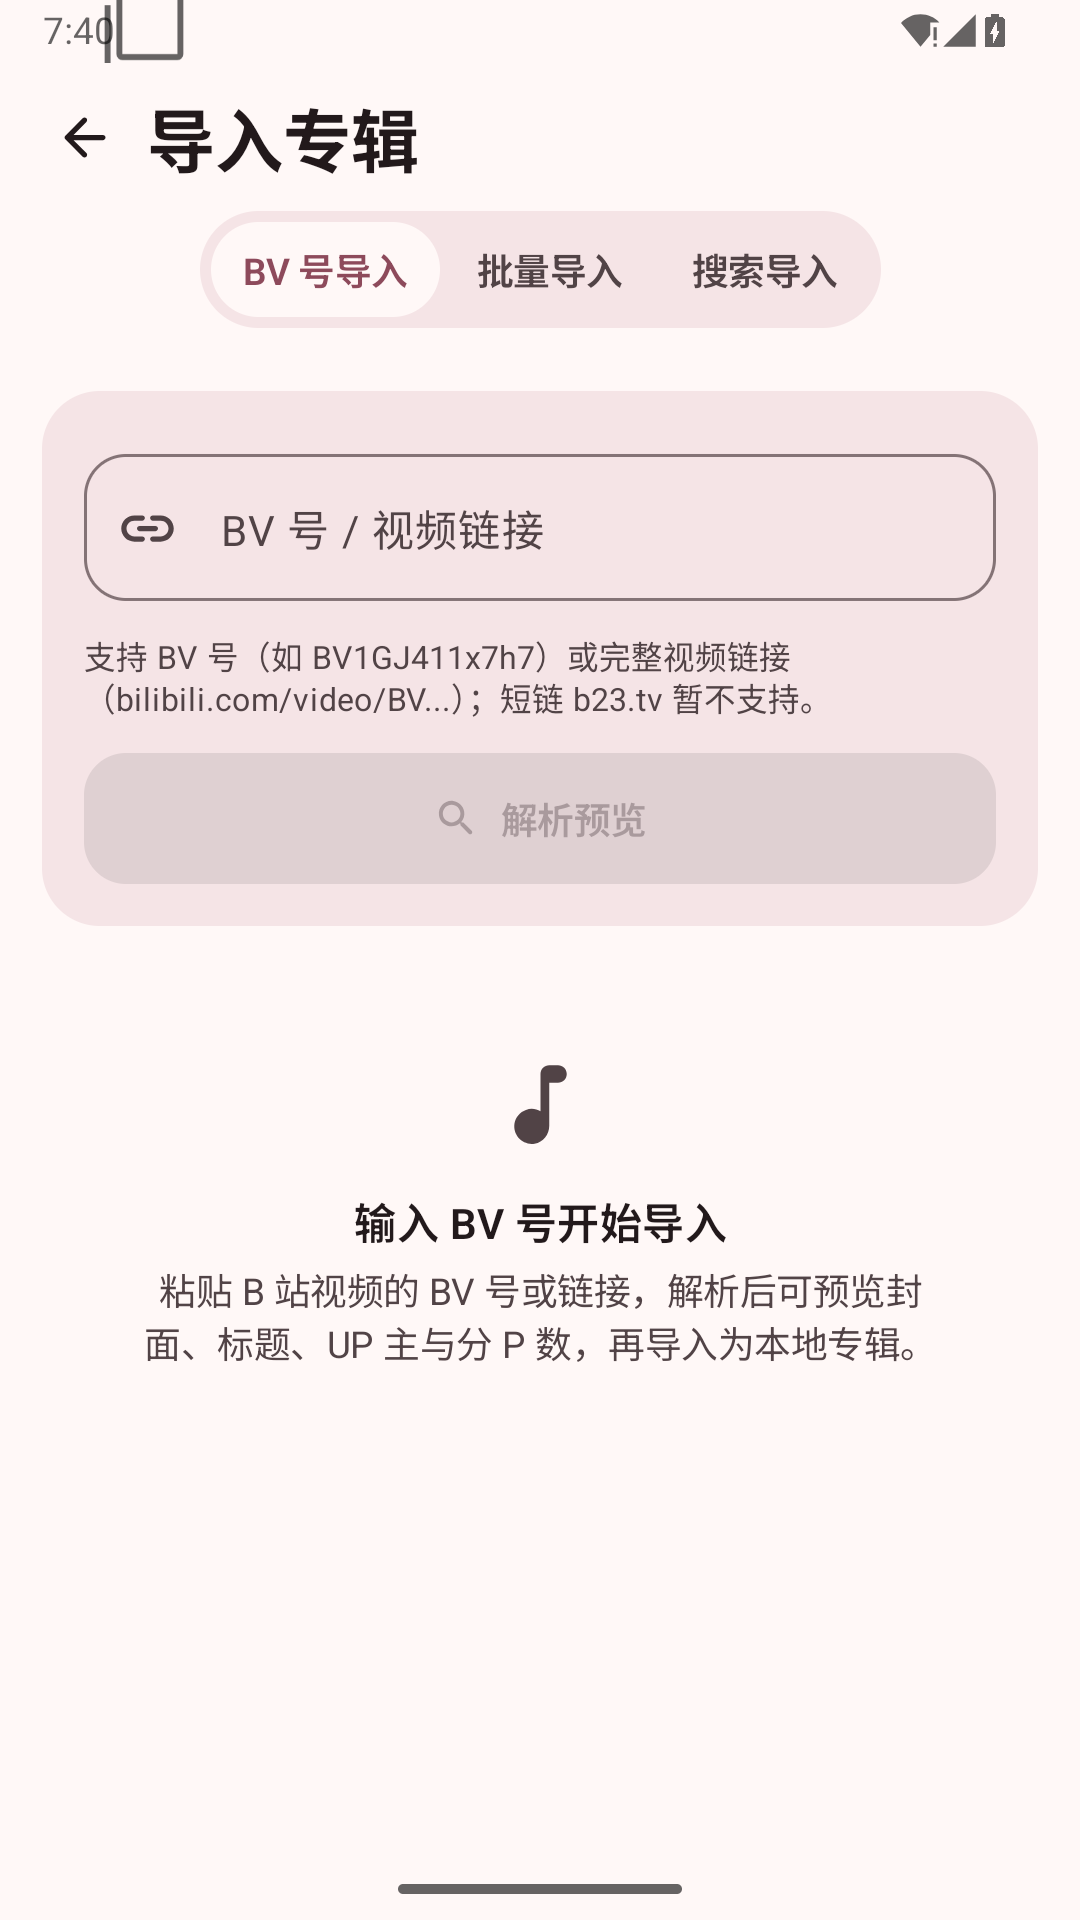 7:40
导入专辑
BV 号导入
批量导入
搜索导入
BV 号 / 视频链接
支持 BV 号（如 BV1GJ411x7h7）或完整视频链接
（bilibili.com/video/BV...）；短链 b23.tv 暂不支持。
解析预览
输入 BV 号开始导入
粘贴 B 站视频的 BV 号或链接，解析后可预览封
面、标题、UP 主与分 P 数，再导入为本地专辑。